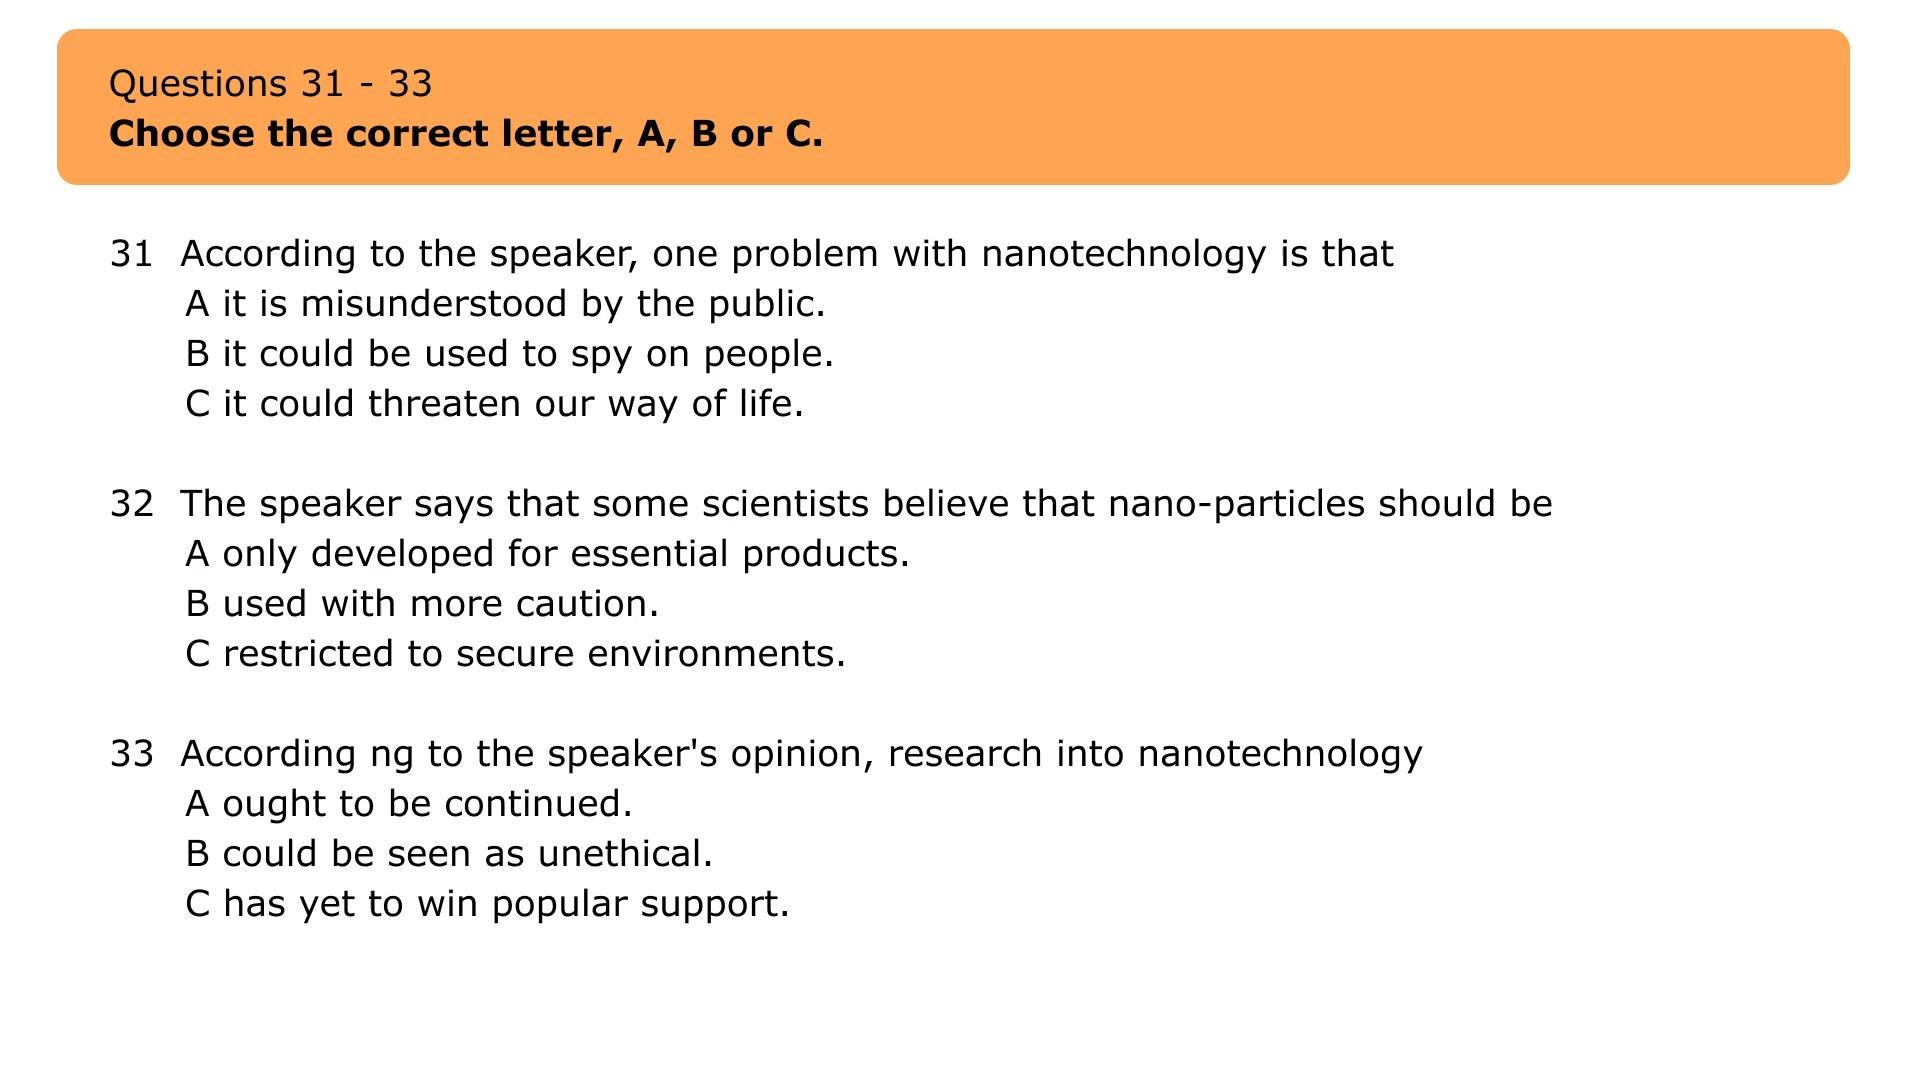 Questions 31 - 33
Choose the correct letter, A, B or C.
31 According to the speaker, one problem with nanotechnology is that
A it is misunderstood by the public.
B it could be used to spy on people.
C it could threaten our way of life.
32 The speaker says that some scientists believe that nano-particles should be
A only developed for essential products.
B used with more caution.
C restricted to secure environments.
33 According ng to the speaker's opinion, research into nanotechnology
A ought to be continued.
B could be seen as unethical.
C has yet to win popular support.